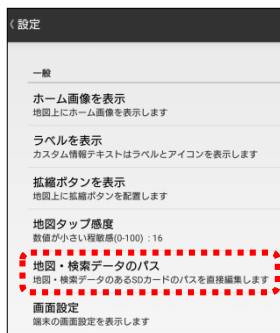 〈 設定
一般
ホーム画像を表示
地図上にホーム画像を表示します
ラベルを表示
カスタム情報テキストはラベルとアイコンを表示します
拡縮ボタンを表示
地図上に拡縮ボタンを配置します
地図タップ感度
数値が小さい程敏感(0-100) : 16
地図・検索データのパス
地図・検索データのあるSDカードのパスを直接編集します
画面設定
端末の画面設定を表示します